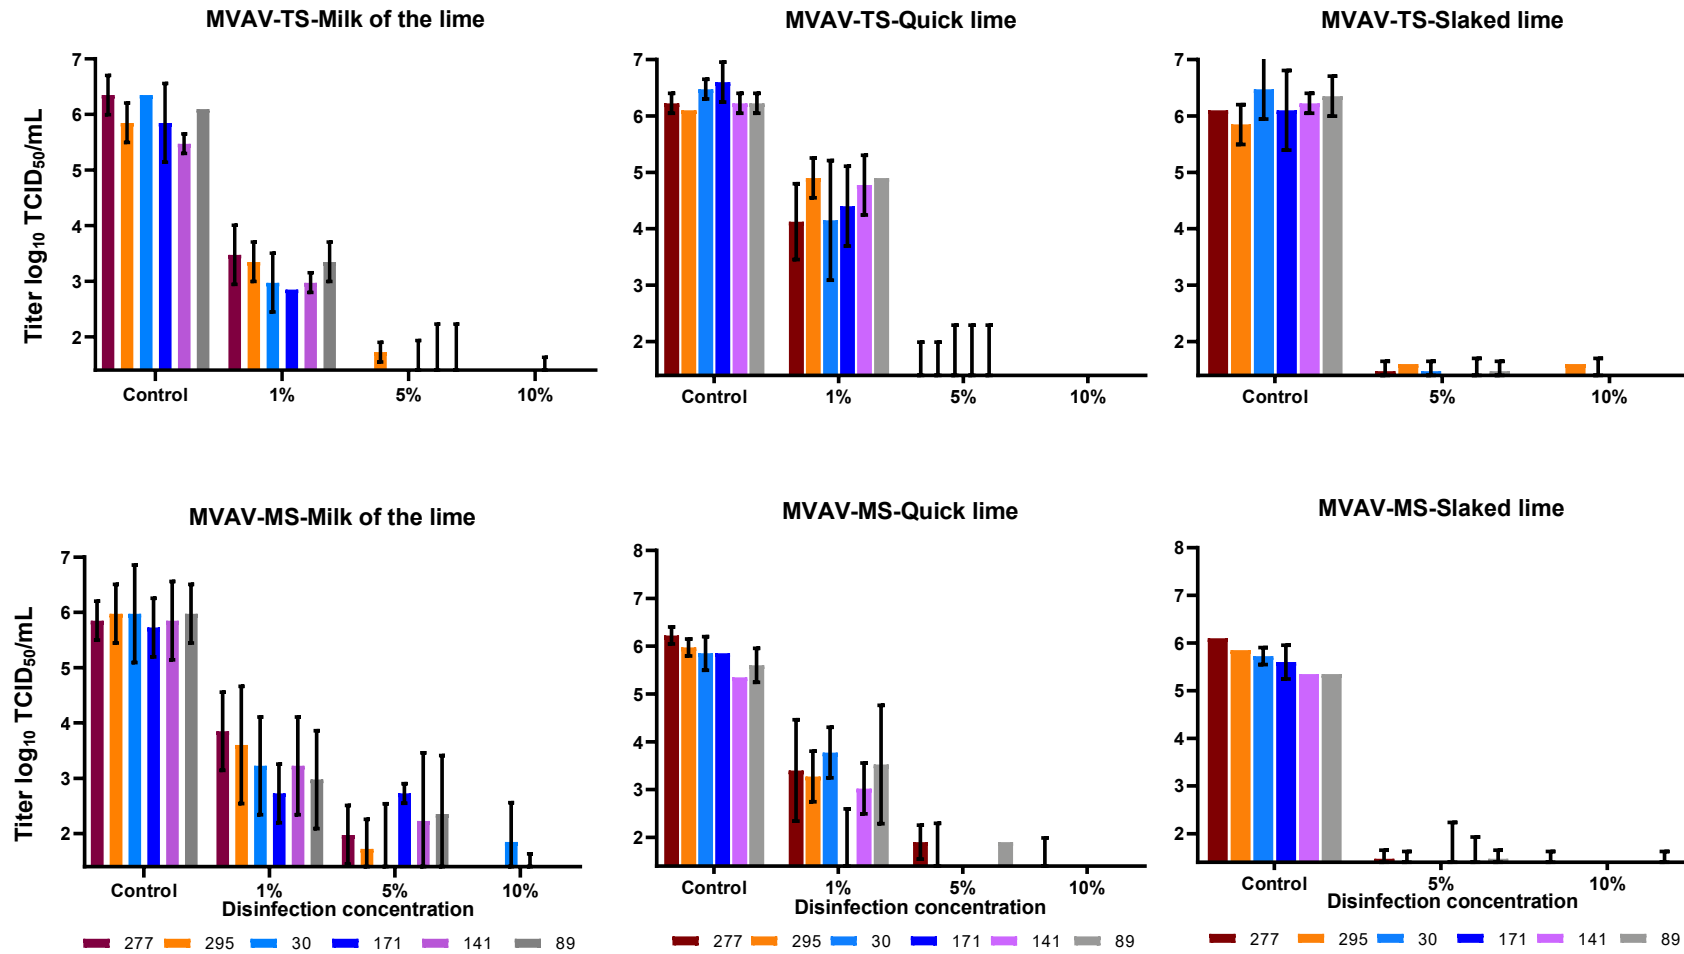 MVAV-TS-Milk of the lime
MVAV-TS-Quick lime
MVAV-TS-Slaked lime
Titer log₁₀ TCID₅₀/mL
7
6
5
4
3
2
Control 1% 5% 10%
7
6
5
4
3
2
Control 1% 5% 10%
7
6
5
4
3
2
Control 5% 10%
MVAV-MS-Milk of the lime
MVAV-MS-Quick lime
MVAV-MS-Slaked lime
Titer log₁₀ TCID₅₀/mL
7
6
5
4
3
2
Control 1% 5% 10%
Disinfection concentration
277 295 30 171 141 89
8
7
6
5
4
3
2
Control 1% 5% 10%
Disinfection concentration
277 295 30 171 141 89
8
7
6
5
4
3
2
Control 5% 10%
Disinfection concentration
277 295 30 171 141 89